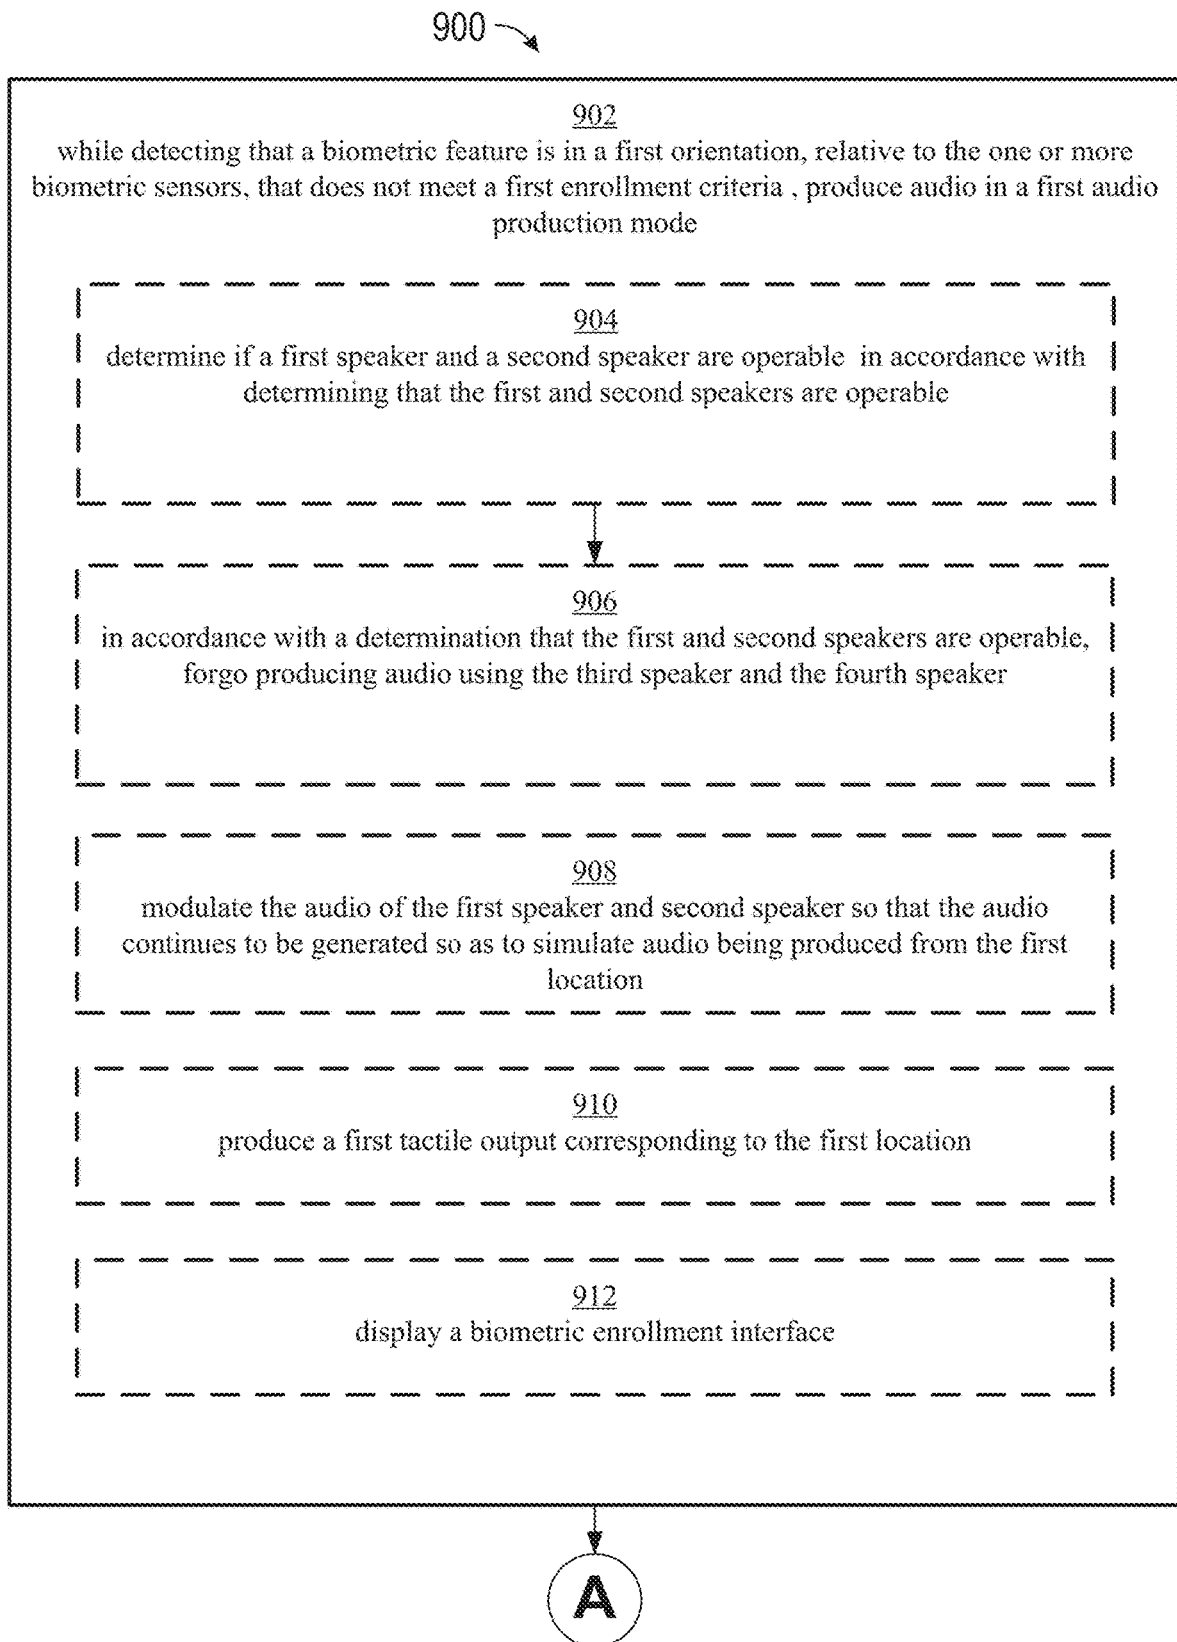 900
902
while detecting that a biometric feature is in a first orientation, relative to the one or more
biometric sensors, that does not meet a first enrollment criteria , produce audio in a first audio
production mode
904
determine if a first speaker and a second speaker are operable in accordance with
determining that the first and second speakers are operable
906
in accordance with a determination that the first and second speakers are operable,
forgo producing audio using the third speaker and the fourth speaker
908
modulate the audio of the first speaker and second speaker so that the audio
continues to be generated so as to simulate audio being produced from the first
location
910
produce a first tactile output corresponding to the first location
912
display a biometric enrollment interface
A